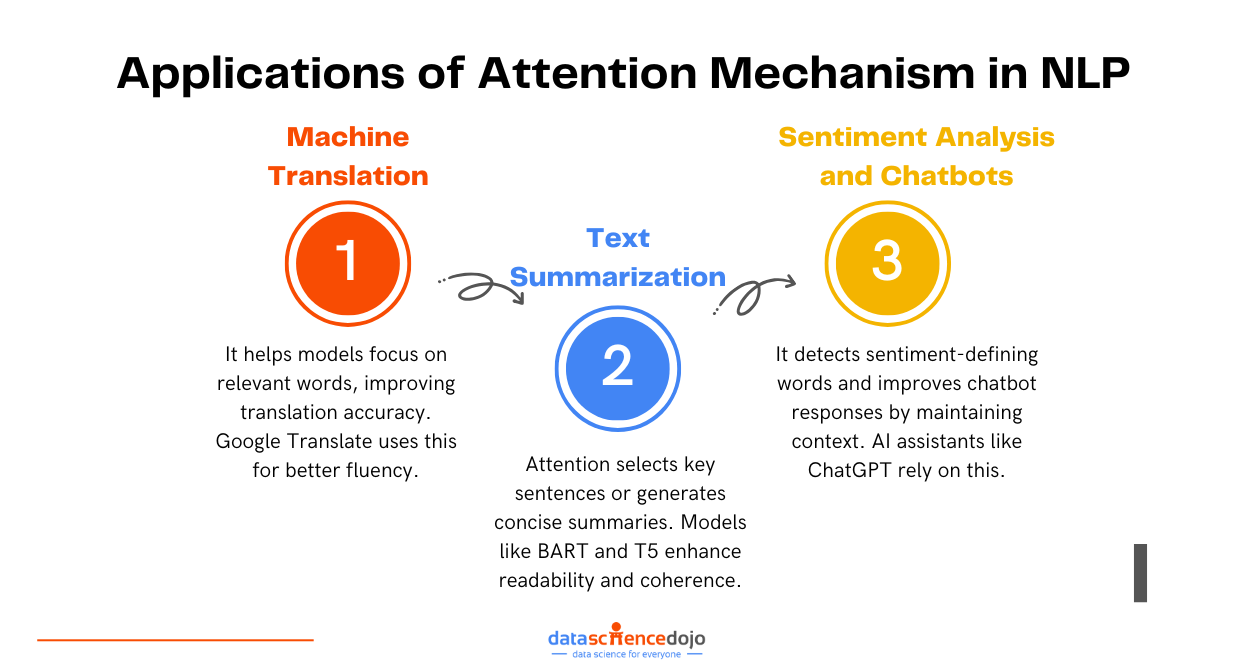 Applications of Attention Mechanism in NLP
Machine
Translation
1
It helps models focus on
relevant words, improving
translation accuracy.
Google Translate uses this
for better fluency.
Text
Summarization
2
Attention selects key
sentences or generates
concise summaries. Models
like BART and T5 enhance
readability and coherence.
Sentiment Analysis
and Chatbots
3
It detects sentiment-defining
words and improves chatbot
responses by maintaining
context. AI assistants like
ChatGPT rely on this.
datasciencedojo
data science for everyone